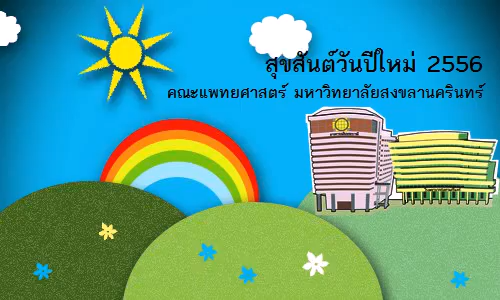 สุขสันต์วันปีใหม่ 2556
คณะแพทยศาสตร์ มหาวิทยาลัยสงขลานครินทร์